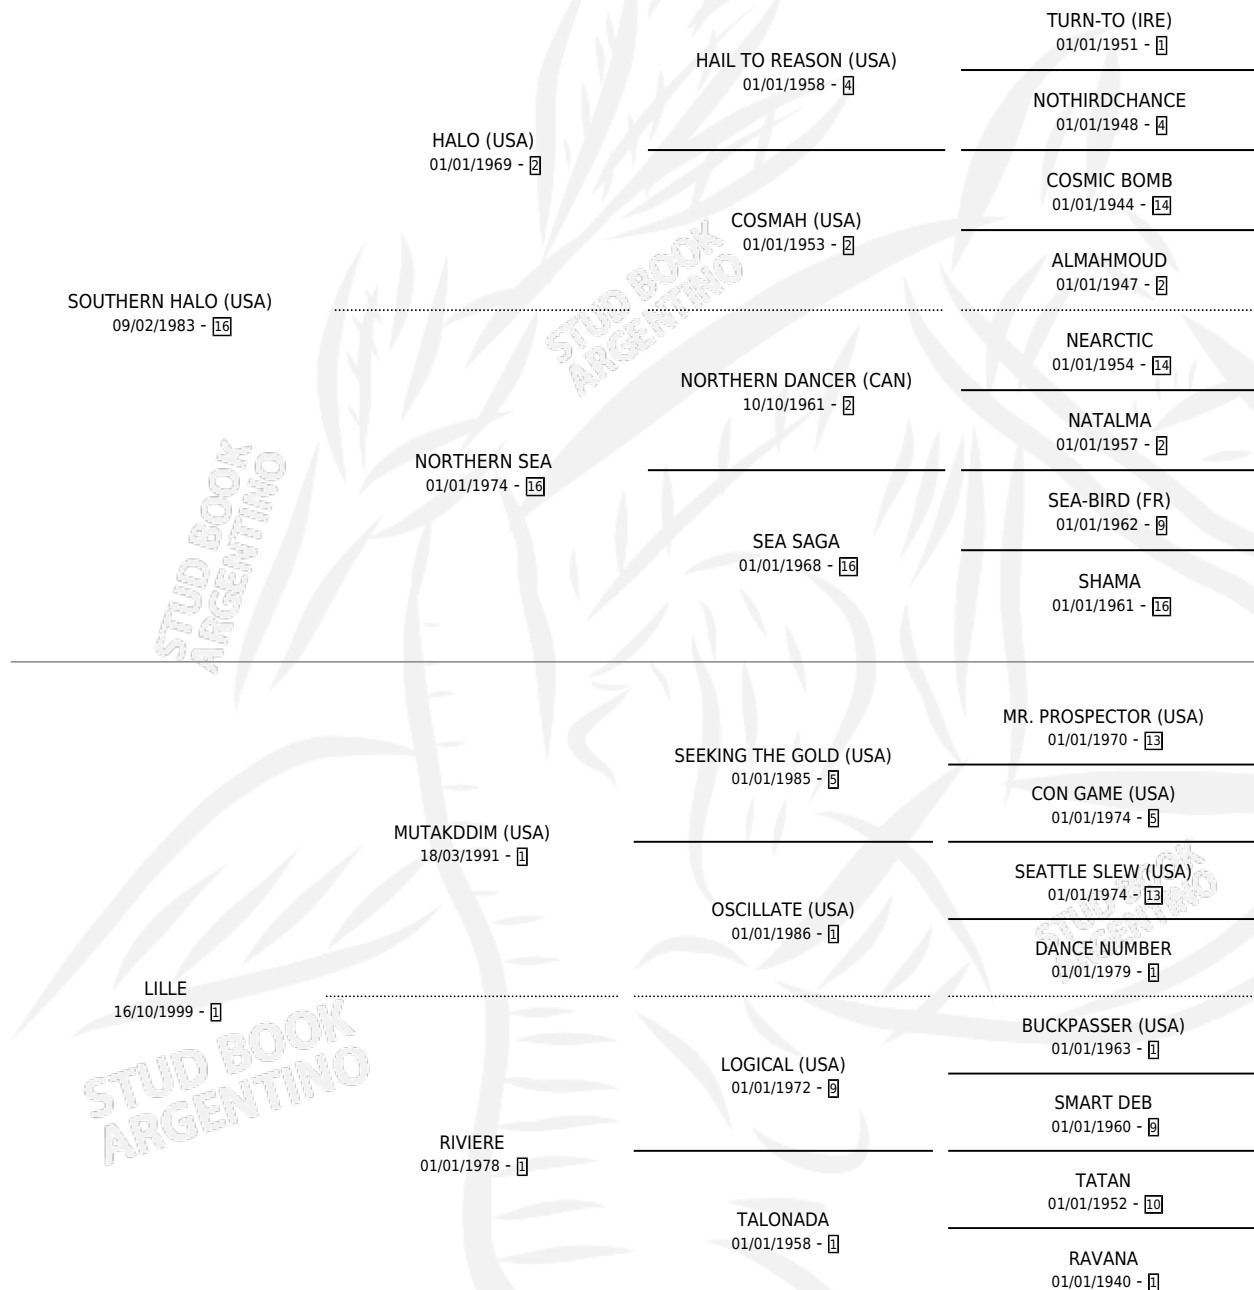 TURN-TO (IRE)
01/01/1951 - 1
HAIL TO REASON (USA)
01/01/1958 - 4
NOTHIRDCHANCE
01/01/1948 - 4
HALO (USA)
01/01/1969 - 2
COSMIC BOMB
01/01/1944 - 14
COSMAH (USA)
01/01/1953 - 2
ALMAHMOUD
01/01/1947 - 2
SOUTHERN HALO (USA)
09/02/1983 - 16
STUD BOOK
ARGENTINO
NEARCTIC
01/01/1954 - 14
NORTHERN DANCER (CAN)
10/10/1961 - 2
NATALMA
01/01/1957 - 2
NORTHERN SEA
01/01/1974 - 16
SEA-BIRD (FR)
01/01/1962 - 9
SEA SAGA
01/01/1968 - 16
SHAMA
01/01/1961 - 16
STUD BOOK
ARGENTINO
MR. PROSPECTOR (USA)
01/01/1970 - 13
SEEKING THE GOLD (USA)
01/01/1985 - 5
CON GAME (USA)
01/01/1974 - 5
MUTAKDDIM (USA)
18/03/1991 - 1
SEATTLE SLEW (USA)
01/01/1974 - 13
STUD BOOK
ARGENTINO
OSCILLATE (USA)
01/01/1986 - 1
DANCE NUMBER
01/01/1979 - 1
LILLE
16/10/1999 - 1
STUD BOOK
ARGENTINO
BUCKPASSER (USA)
01/01/1963 - 1
LOGICAL (USA)
01/01/1972 - 9
SMART DEB
01/01/1960 - 9
RIVIERE
01/01/1978 - 1
TATAN
01/01/1952 - 10
TALONADA
01/01/1958 - 1
RAVANA
01/01/1940 - 1